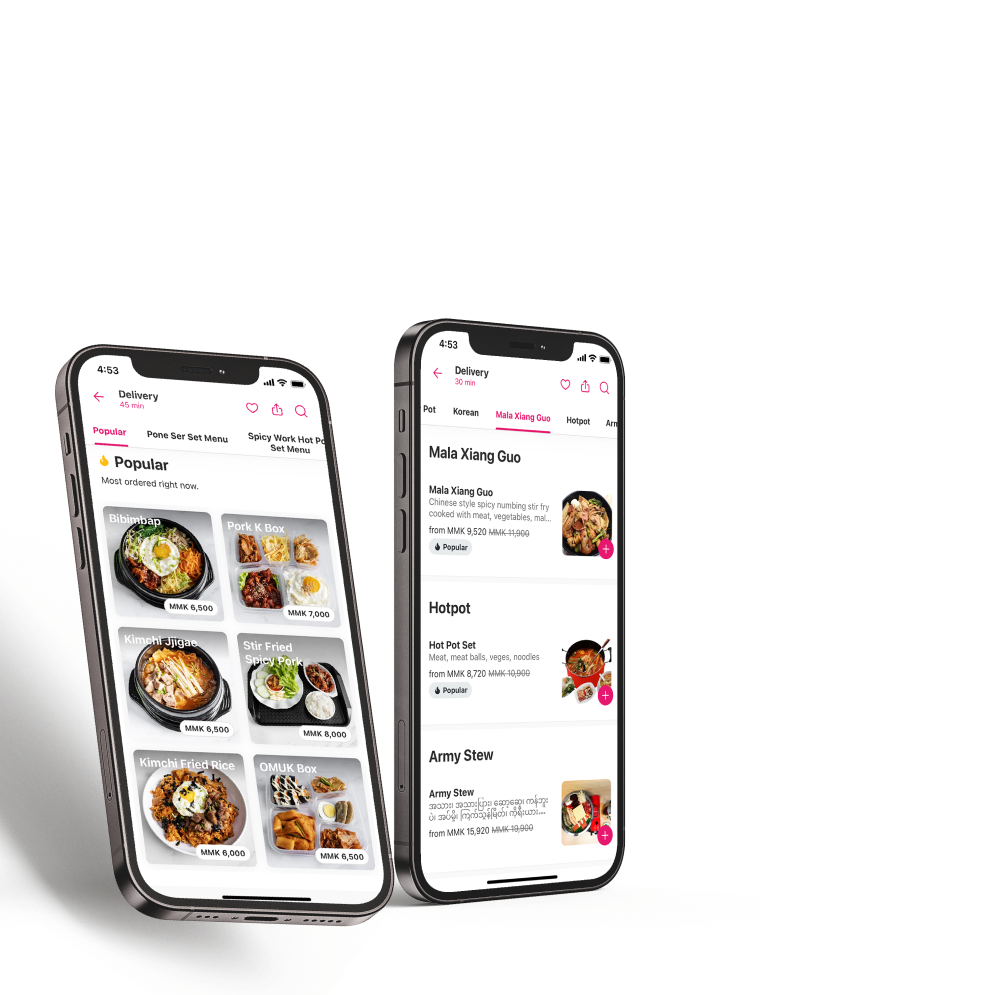 4:53
Delivery
45 min
Popular
Pone Ser Set Menu
Spicy Work Hot Po
Set Menu
Popular
Most ordered right now.
Bibimbap
MMK 6,500
Pork K Box
MMK 7,000
Kimchi Jjigae
MMK 6,500
Stir Fried
Spicy Pork
MMK 8,000
Kimchi Fried Rice
MMK 6,000
OMUK Box
MMK 6,500
4:53
Delivery
30 min
Pot
Korean
Mala Xiang Guo
Hotpot
Arm
Mala Xiang Guo
Mala Xiang Guo
Chinese style spicy numbing stir fry
cooked with meat, vegetables, mal...
from MMK 9,520 MMK 11,900
Popular
Hotpot
Hot Pot Set
Meat, meat balls, veges, noodles
from MMK 8,720 MMK 10,900
Popular
Army Stew
Army Stew
from MMK 15,920 MMK 19,900